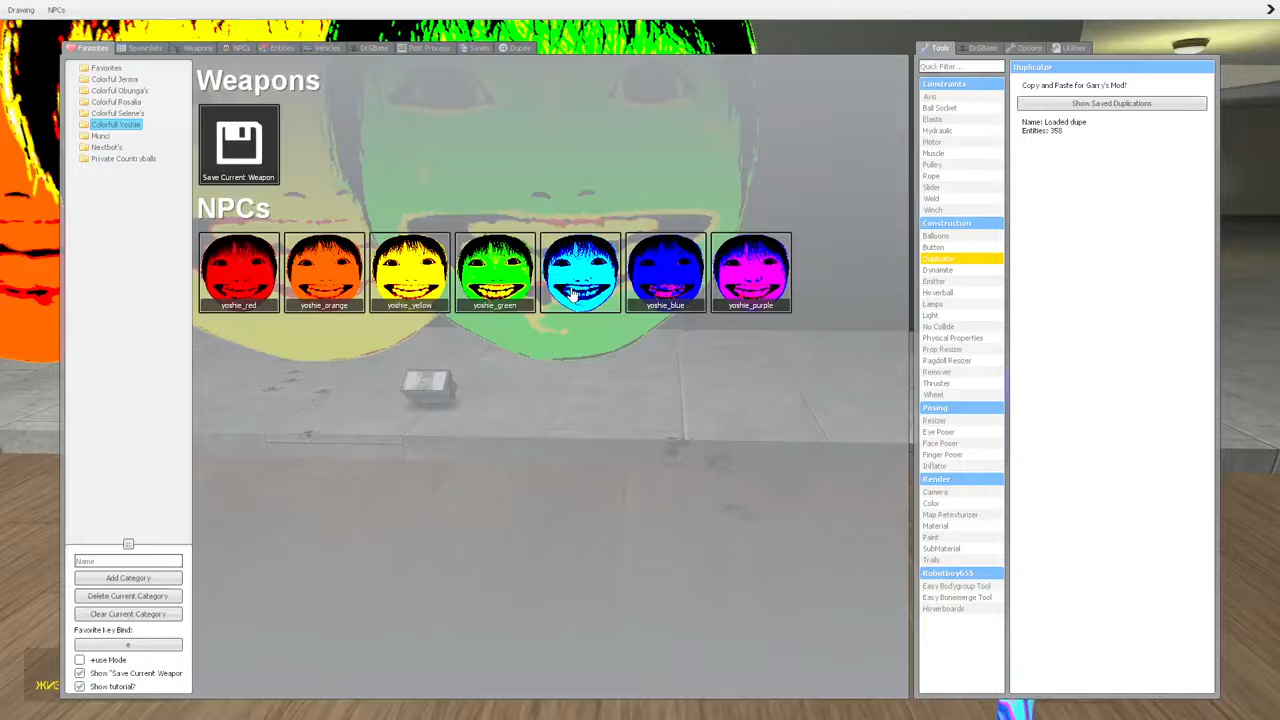 Drawing NPCs
Favorites Spawnlists Weapons NPCs Entities Vehicles DrGBase Post Process Saves Dupes
Favorites
Colorful Jerma
Colorful Obunga's
Colorful Rosalia
Colorful Selene's
Colorfull Yoshie
Munci
Nextbot's
Private Countryballs
Weapons
Save Current Weapon
NPCs
yoshie_red yoshie_orange yoshie_yellow yoshie_green yoshie_blue yoshie_purple
Name
Add Category
Delete Current Category
Clear Current Category
Favorite Key Bind:
e
+use Mode
Show "Save Current Weapor
Show tutorial?
Tools DrGBase Options Utilities
Quick Filter...
Constraints
Axis
Ball Socket
Elastic
Hydraulic
Motor
Muscle
Pulley
Rope
Slider
Weld
Winch
Construction
Balloons
Button
Duplicator
Dynamite
Emitter
Hoverball
Lamps
Light
No Collide
Physical Properties
Prop Resizer
Ragdoll Resizer
Remover
Thruster
Wheel
Posing
Resizer
Eye Poser
Face Poser
Finger Poser
Inflator
Render
Camera
Color
Map Retexturizer
Material
Paint
SubMaterial
Trails
Robotboy655
Easy Bodygroup Tool
Easy Bonemerge Tool
Hoverboards
Duplicator
Copy and Paste for Garry's Mod!
Show Saved Duplications
Name: Loaded dupe
Entities: 358